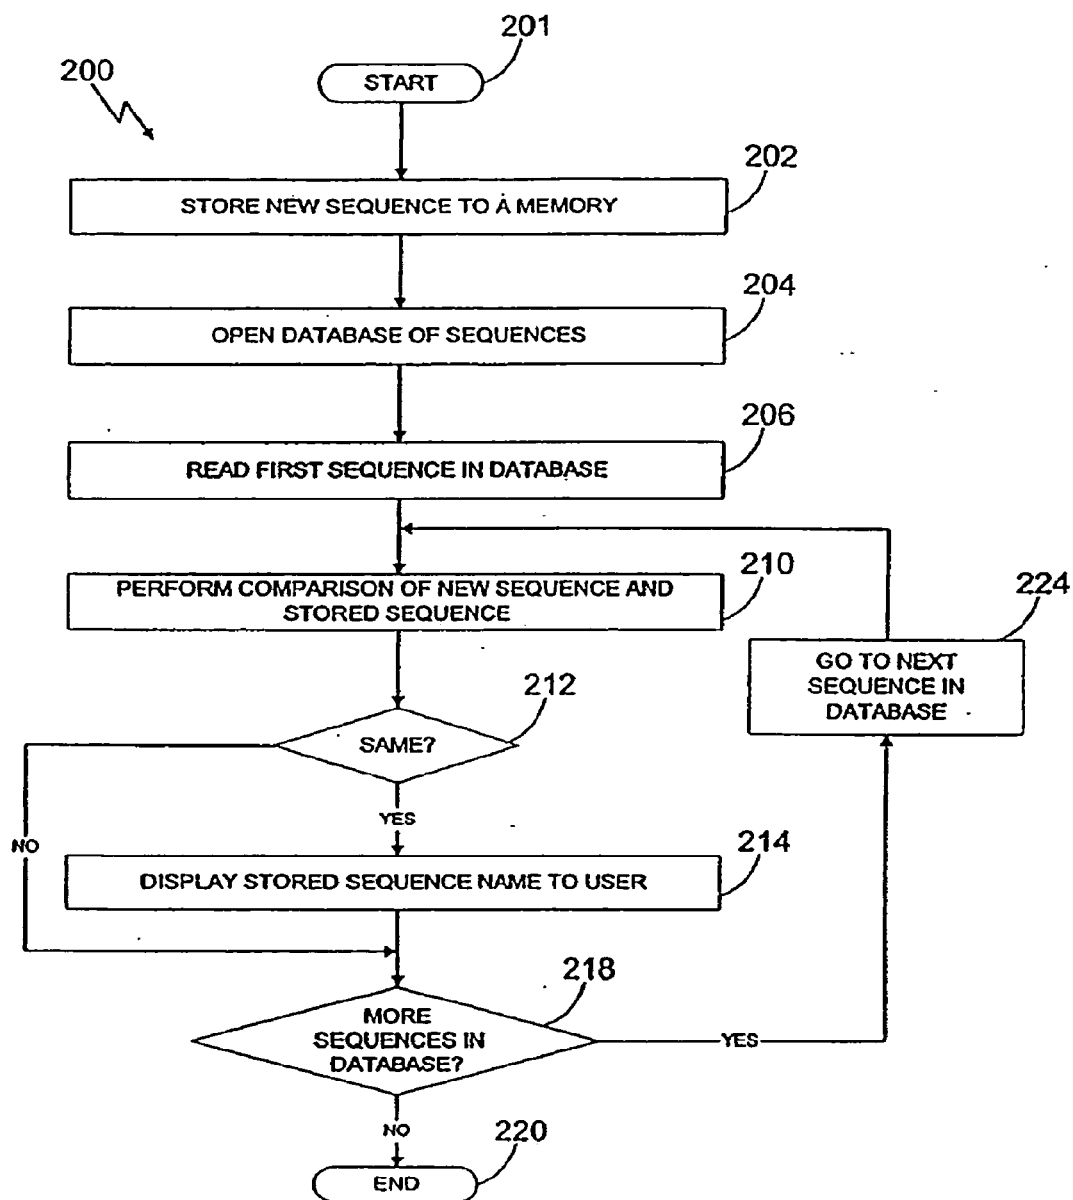 201
200
START
202
STORE NEW SEQUENCE TO A MEMORY
204
OPEN DATABASE OF SEQUENCES
206
READ FIRST SEQUENCE IN DATABASE
210
PERFORM COMPARISON OF NEW SEQUENCE AND
STORED SEQUENCE
224
GO TO NEXT
SEQUENCE IN
DATABASE
212
SAME?
YES
NO
214
DISPLAY STORED SEQUENCE NAME TO USER
218
MORE
SEQUENCES IN
DATABASE?
YES
NO
220
END